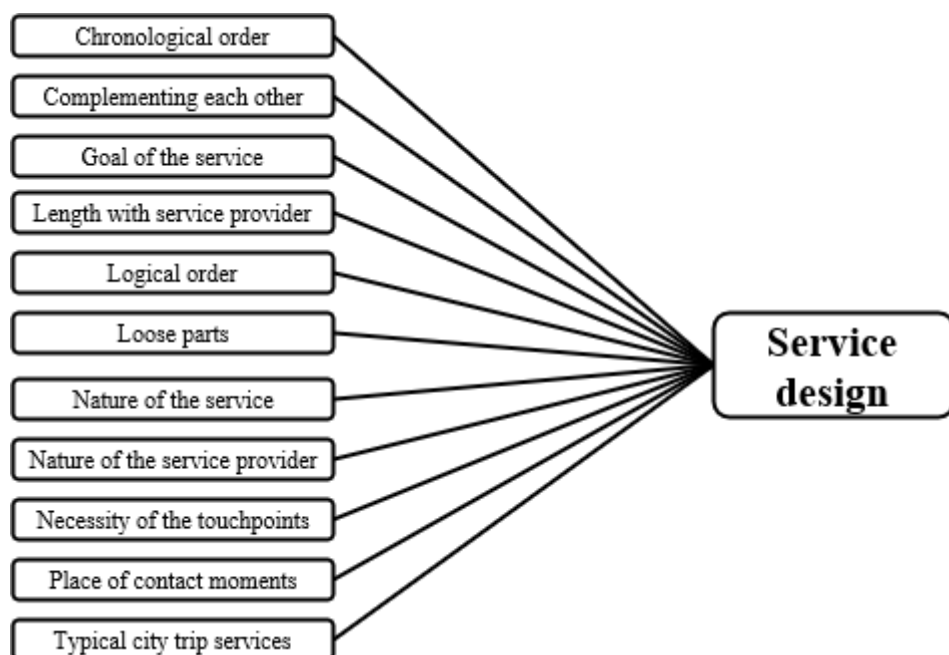 Chronological order
Complementing each other
Goal of the service
Length with service provider
Logical order
Loose parts
Nature of the service
Nature of the service provider
Necessity of the touchpoints
Place of contact moments
Typical city trip services
Service
design